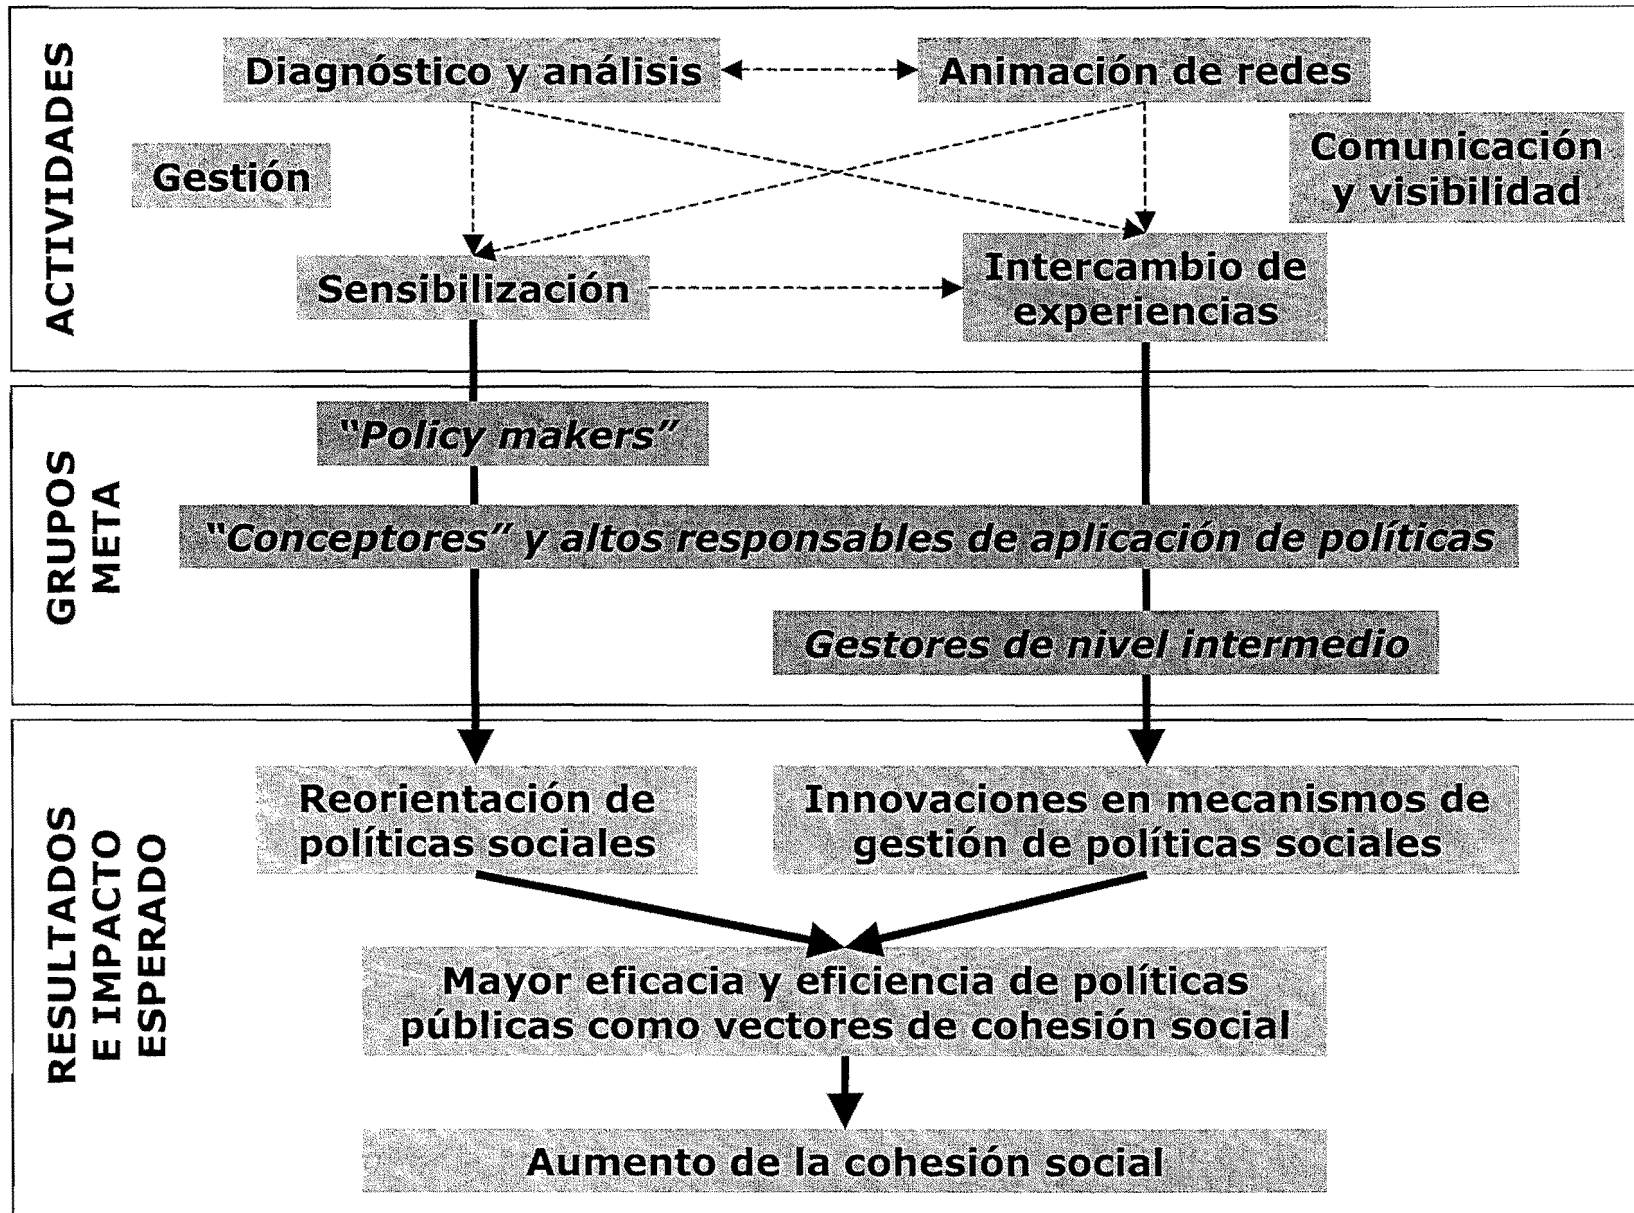 ACTIVIDADES
Diagnóstico y análisis
Animación de redes
Gestión
Comunicación
y visibilidad
Sensibilización
Intercambio de
experiencias
GRUPOS
META
“Policy makers”
“Conceptores” y altos responsables de aplicación de políticas
Gestores de nivel intermedio
RESULTADOS
E IMPACTO
ESPERADO
Reorientación de
políticas sociales
Innovaciones en mecanismos de
gestión de políticas sociales
Mayor eficacia y eficiencia de políticas
públicas como vectores de cohesión social
Aumento de la cohesión social